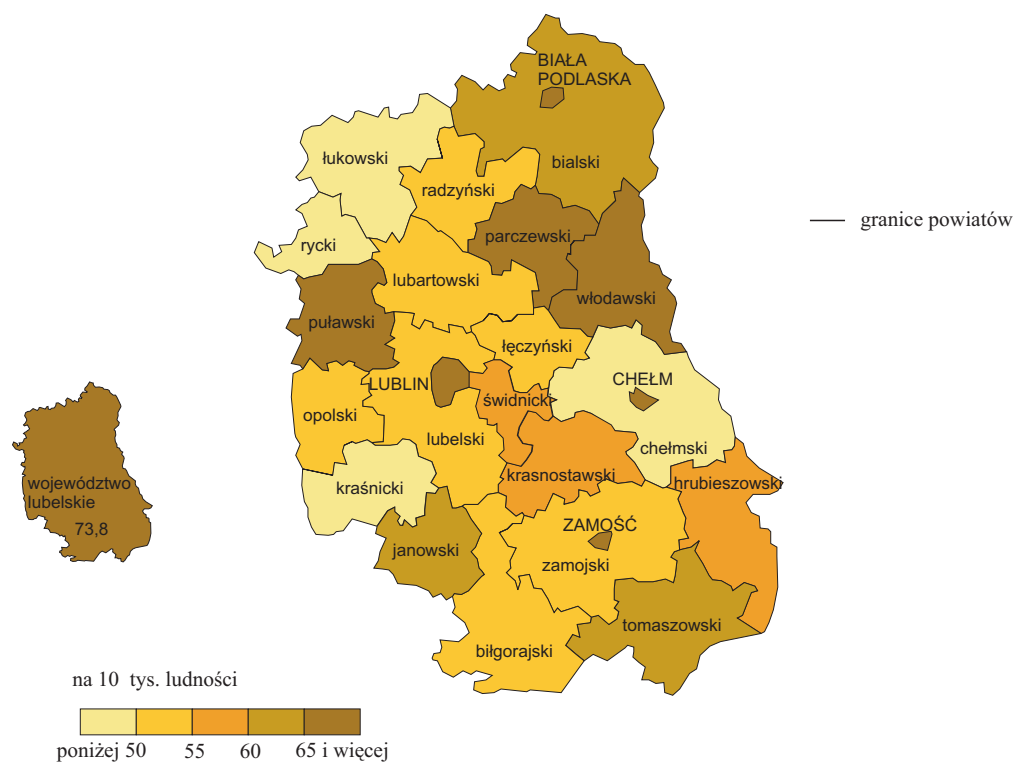 BIAŁA
PODLASKA
łukowski
bialski
radzyński
granice powiatów
parczewski
rycki
lubartowski
włodawski
puławski
łęczyński
CHEŁM
LUBLIN
świdnicki
opolski
lubelski
chełmski
krasnostawski
hrubieszowski
województwo
lubelskie
73,8
kraśnicki
ZAMOŚĆ
janowski
zamojski
tomaszowski
biłgorajski
na 10 tys. ludności
poniżej 50 55 60 65 i więcej